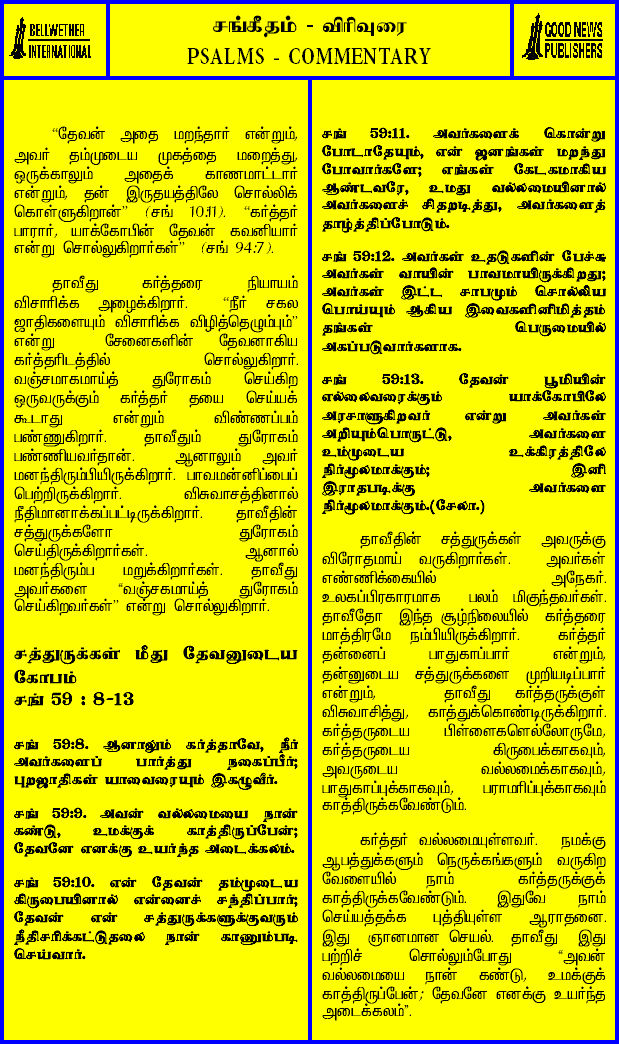 BELLWETHER
INTERNATIONAL
சங்கீதம் - விரிவுரை
PSALMS - COMMENTARY
GOOD NEWS
PUBLISHERS
“தேவன் அதை மறந்தார் என்றும்,
அவர் தம்முடைய முகத்தை மறைத்து,
ஒருக்காலும் அதைக் காணமாட்டார்
என்றும், தன் இருதயத்திலே சொல்லிக்
கொள்ளுகிறான்” (சங் 10:11). “கர்த்தர்
பாரார், யாக்கோபின் தேவன் கவனியார்
என்று சொல்லுகிறார்கள்” (சங் 94:7).
தாவீது கர்த்தரை நியாயம்
விசாரிக்க அழைக்கிறார். “நீர் சகல
ஜாதிகளையும் விசாரிக்க விழித்தெழும்பும்”
என்று சேனைகளின் தேவனாகிய
கர்த்தரிடத்தில் சொல்லுகிறார்.
வஞ்சமாகமாய்த் துரோகம் செய்கிற
ஒருவருக்கும் கர்த்தர் தயை செய்யக்
கூடாது என்றும் விண்ணப்பம்
பண்ணுகிறார். தாவீதும் துரோகம்
பண்ணியவர்தான். ஆனாலும் அவர்
மனந்திரும்பியிருக்கிறார். பாவமன்னிப்பைப்
பெற்றிருக்கிறார். விசுவாசத்தினால்
நீதிமானாக்கப்பட்டிருக்கிறார். தாவீதின்
சத்துருக்களோ துரோகம்
செய்திருக்கிறார்கள். ஆனால்
மனந்திரும்ப மறுக்கிறார்கள். தாவீது
அவர்களை “வஞ்சகமாய்த் துரோகம்
செய்கிறவர்கள்” என்று சொல்லுகிறார்.
சத்துருக்கள் மீது தேவனுடைய
கோபம்
சங் 59 : 8-13
சங் 59:8. ஆனாலும் கர்த்தாவே, நீர்
அவர்களைப் பார்த்து நகைப்பீர்;
புறஜாதிகள் யாவரையும் இகழுவீர்.
சங் 59:9. அவன் வல்லமையை நான்
கண்டு, உமக்குக் காத்திருப்பேன்;
தேவனே எனக்கு உயர்ந்த அடைக்கலம்.
சங் 59:10. என் தேவன் தம்முடைய
கிருபையினால் என்னைச் சந்திப்பார்;
தேவன் என் சத்துருக்களுக்குவரும்
நீதிசரிக்கட்டுதலை நான் காணும்படி
செய்வார்.
சங் 59:11. அவர்களைக் கொன்று
போடாதேயும், என் ஜனங்கள் மறந்து
போவார்களே; எங்கள் கேடகமாகிய
ஆண்டவரே, உமது வல்லமையினால்
அவர்களைச் சிதறடித்து, அவர்களைத்
தாழ்த்திப்போடும்.
சங் 59:12. அவர்கள் உதடுகளின் பேச்சு
அவர்கள் வாயின் பாவமாயிருக்கிறது;
அவர்கள் இட்ட சாபமும் சொல்லிய
பொய்யும் ஆகிய இவைகளினிமித்தம்
தங்கள் பெருமையில்
அகப்படுவார்களாக.
சங் 59:13. தேவன் பூமியின்
எல்லைவரைக்கும் யாக்கோபிலே
அரசாளுகிறவர் என்று அவர்கள்
அறியும்பொருட்டு, அவர்களை
உம்முடைய உக்கிரத்திலே
நிர்மூலமாக்கும்; இனி
இராதபடிக்கு அவர்களை
நிர்மூலமாக்கும்.(சேலா.)
தாவீதின் சத்துருக்கள் அவருக்கு
விரோதமாய் வருகிறார்கள். அவர்கள்
எண்ணிக்கையில் அநேகர்.
உலகப்பிரகாரமாக பலம் மிகுந்தவர்கள்.
தாவீதோ இந்த சூழ்நிலையில் கர்த்தரை
மாத்திரமே நம்பியிருக்கிறார். கர்த்தர்
தன்னைப் பாதுகாப்பார் என்றும்,
தன்னுடைய சத்துருக்களை முறியடிப்பார்
என்றும், தாவீது கர்த்தருக்குள்
விசுவாசித்து, காத்துக்கொண்டிருக்கிறார்.
கர்த்தருடைய பிள்ளைகளெல்லோருமே,
கர்த்தருடைய கிருபைக்காகவும்,
அவருடைய வல்லமைக்காவும்,
பாதுகாப்புக்காகவும், பராமரிப்புக்காகவும்
காத்திருக்கவேண்டும்.
கர்த்தர் வல்லமையுள்ளவர். நமக்கு
ஆபத்துக்களும் நெருக்கங்களும் வருகிற
வேளையில் நாம் கர்த்தருக்குக்
காத்திருக்கவேண்டும். இதுவே நாம்
செய்யத்தக்க புத்தியுள்ள ஆராதனை.
இது ஞானமான செயல். தாவீது இது
பற்றிச் சொல்லும்போது “அவன்
வல்லமையை நான் கண்டு, உமக்குக்
காத்திருப்பேன்; தேவனே எனக்கு உயர்ந்த
அடைக்கலம்”.